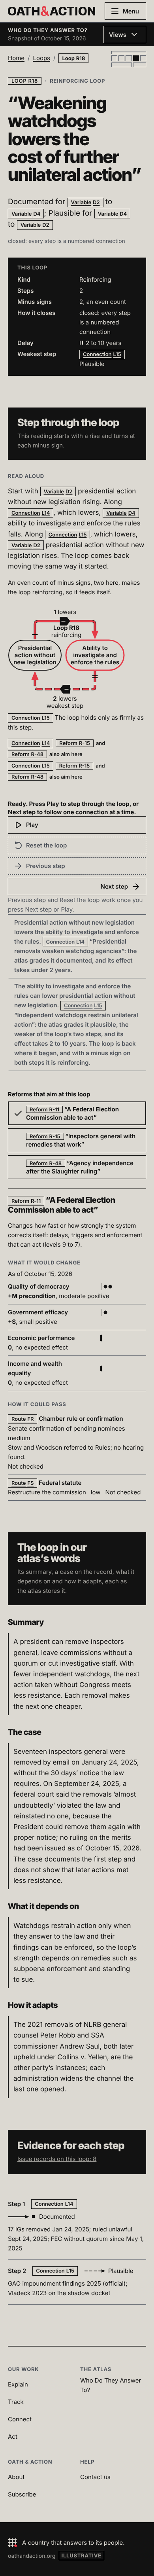 OATH&ACTION
Menu
WHO DO THEY ANSWER TO?
Snapshot of October 15, 2026
Views
Home / Loops / Loop R18
LOOP R18 · REINFORCING LOOP
“Weakening
watchdogs
lowers the
cost of further
unilateral action”
Documented for Variable D2 to
Variable D4; Plausible for Variable D4
to Variable D2
closed: every step is a numbered connection
THIS LOOP
Kind Reinforcing
Steps 2
Minus signs 2, an even count
How it closes closed: every step
is a numbered
connection
Delay 2 to 10 years
Weakest step Connection L15
Plausible
Step through the loop
This reading starts with a rise and turns at
each minus sign.
READ ALOUD
Start with Variable D2 presidential action
without new legislation rising. Along
Connection L14, which lowers, Variable D4
ability to investigate and enforce the rules
falls. Along Connection L15, which lowers,
Variable D2 presidential action without new
legislation rises. The loop comes back
moving the same way it started.
An even count of minus signs, two here, makes
the loop reinforcing, so it feeds itself.
1 lowers
Loop R18
reinforcing
Presidential
action without
new legislation
Ability to
investigate and
enforce the rules
2 lowers
weakest step
Connection L15 The loop holds only as firmly as
this step.
Connection L14 Reform R-15 and
Reform R-48 also aim here
Connection L15 Reform R-15 and
Reform R-48 also aim here
Ready. Press Play to step through the loop, or
press Next step to follow one connection at a time.
Play
Reset the loop
Previous step
Next step
Previous step and Reset the loop work once you
press Next step or Play.
Presidential action without new legislation
lowers the ability to investigate and enforce
the rules. Connection L14 “Presidential
removals weaken watchdog agencies”: the
atlas grades it documented, and its effect
takes under 2 years.
The ability to investigate and enforce the
rules can lower presidential action without
new legislation. Connection L15
“Independent watchdogs restrain unilateral
action”: the atlas grades it plausible, the
weaker of the loop’s two steps, and its
effect takes 2 to 10 years. The loop is back
where it began, and with a minus sign on
both steps it is reinforcing.
Reforms that aim at this loop
Reform R-11 “A Federal Election
Commission able to act”
Reform R-15 “Inspectors general with
remedies that work”
Reform R-48 “Agency independence
after the Slaughter ruling”
Reform R-11 “A Federal Election
Commission able to act”
Changes how fast or how strongly the system
corrects itself: delays, triggers and enforcement
that can act (levels 9 to 7).
WHAT IT WOULD CHANGE
As of October 15, 2026
Quality of democracy
+M precondition, moderate positive
Government efficacy
+S, small positive
Economic performance
0, no expected effect
Income and wealth
equality
0, no expected effect
HOW IT COULD PASS
Route FR Chamber rule or confirmation
Senate confirmation of pending nominees
medium
Stow and Woodson referred to Rules; no hearing
found.
Not checked
Route FS Federal statute
Restructure the commission low Not checked
The loop in our
atlas’s words
Its summary, a case on the record, what it
depends on and how it adapts, each as
the atlas stores it.
Summary
A president can remove inspectors
general, leave commissions without a
quorum or cut investigative staff. With
fewer independent watchdogs, the next
action taken without Congress meets
less resistance. Each removal makes
the next one cheaper.
The case
Seventeen inspectors general were
removed by email on January 24, 2025,
without the 30 days’ notice the law
requires. On September 24, 2025, a
federal court said the removals ‘almost
undoubtedly’ violated the law and
reinstated no one, because the
President could remove them again with
proper notice; no ruling on the merits
had been issued as of October 15, 2026.
The case documents the first step and
does not show that later actions met
less resistance.
What it depends on
Watchdogs restrain action only when
they are able to work and their
findings can be enforced, so the loop’s
strength depends on remedies such as
subpoena enforcement and standing
to sue.
How it adapts
The 2021 removals of NLRB general
counsel Peter Robb and SSA
commissioner Andrew Saul, both later
upheld under Collins v. Yellen, are the
other party’s instances; each
administration widens the channel the
last one opened.
Evidence for each step
Issue records on this loop: 8
Step 1 Connection L14
Documented
17 IGs removed Jan 24, 2025; ruled unlawful
Sept 24, 2025; FEC without quorum since May 1,
2025
Step 2 Connection L15 Plausible
GAO impoundment findings 2025 (official);
Vladeck 2023 on the shadow docket
OUR WORK
Explain
Track
Connect
Act
THE ATLAS
Who Do They Answer
To?
OATH & ACTION
About
Subscribe
HELP
Contact us
A country that answers to its people.
oathandaction.org ILLUSTRATIVE